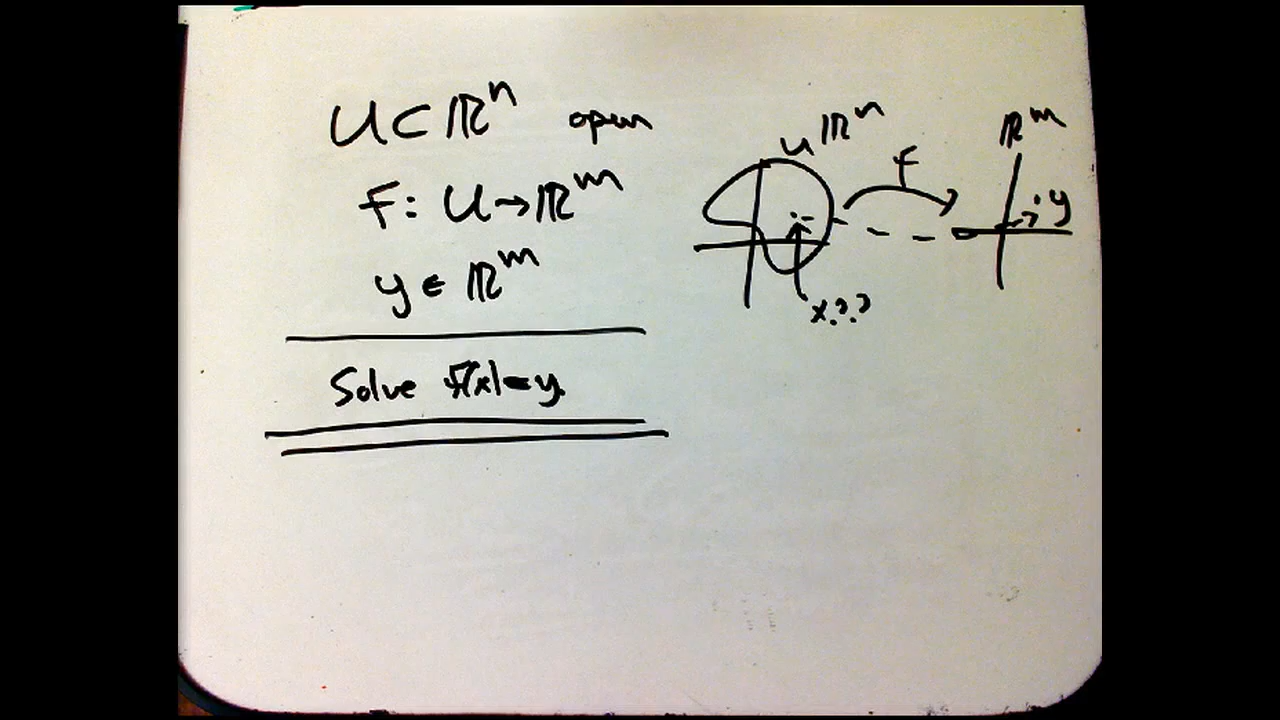 U ⊂ ℝⁿ open
F: U → ℝᵐ
y ∈ ℝᵐ
Solve F(x)=y.
U ℝⁿ
F
ℝᵐ
y
x??